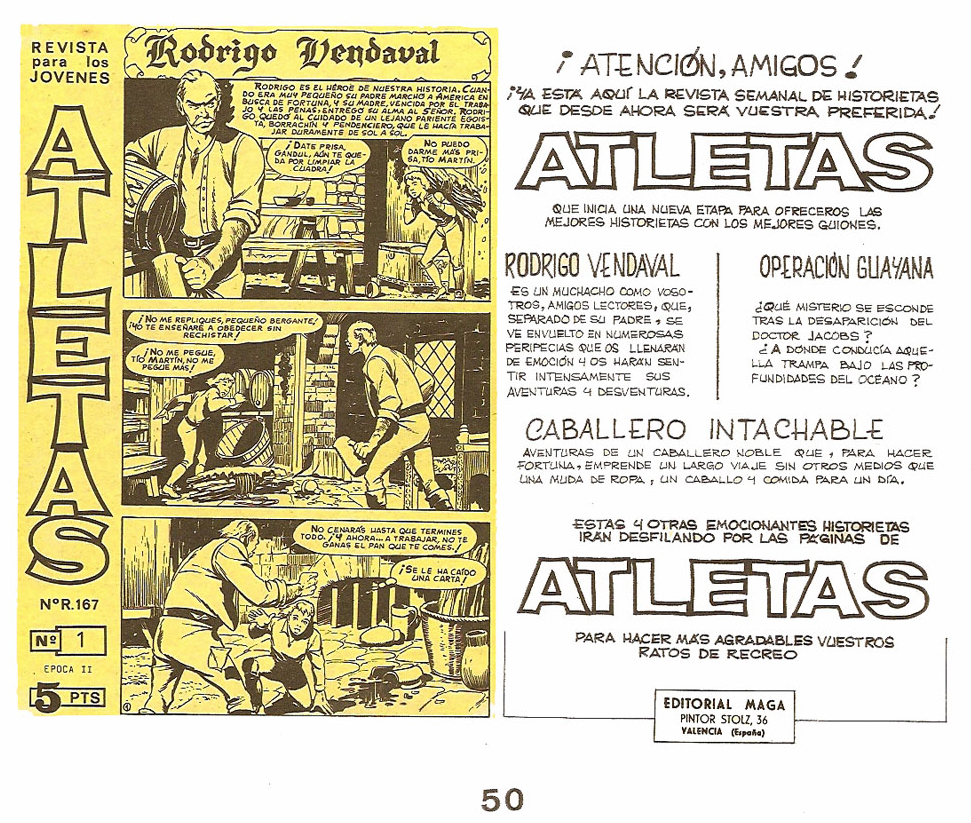 REVISTA
para los
JOVENES
ATLETAS
NºR.167
Nº 1
EPOCA II
5 PTS
Rodrigo Vendaval
RODRIGO ES EL HÉROE DE NUESTRA HISTORIA. CUAN-
DO ERA MUY PEQUEÑO SU PADRE MARCHÓ A AMÉRICA EN
BUSCA DE FORTUNA, Y SU MADRE, VENCIDA POR EL TRABA-
JO Y LAS PENAS, ENTREGÓ SU ALMA AL SEÑOR. RODRI-
GO QUEDÓ AL CUIDADO DE UN LEJANO PARIENTE EGOIS-
TA, BORRACHÍN Y PENDENCIERO, QUE LE HACÍA TRABA-
JAR DURAMENTE DE SOL A SOL.
¡DATE PRISA,
GANDUL, AÚN TE QUE-
DA POR LIMPIAR LA
CUADRA!
NO PUEDO
DARME MÁS PRI-
SA, TÍO MARTÍN.
¡NO ME REPLIQUES, PEQUEÑO BERGANTE,
¡YO TE ENSEÑARÉ A OBEDECER SIN
RECHISTAR!
¡NO ME PEGUE,
TÍO MARTÍN, NO ME
PEGUE MÁS!
NO CENARÁS HASTA QUE TERMINES
TODO. ¡Y AHORA... A TRABAJAR, NO TE
GANAS EL PAN QUE TE COMES!
¡SE LE HA CAÍDO
UNA CARTA!
¡ATENCIÓN, AMIGOS!
¡YA ESTÁ AQUÍ LA REVISTA SEMANAL DE HISTORIETAS
QUE DESDE AHORA SERÁ VUESTRA PREFERIDA!
ATLETAS
QUE INICIA UNA NUEVA ETAPA PARA OFRECEROS LAS
MEJORES HISTORIETAS CON LOS MEJORES GUIONES.
RODRIGO VENDAVAL
ES UN MUCHACHO COMO VOSO-
TROS, AMIGOS LECTORES, QUE,
SEPARADO DE SU PADRE, SE
VE ENVUELTO EN NUMEROSAS
PERIPECIAS QUE OS LLENARÁN
DE EMOCIÓN Y OS HARÁN SEN-
TIR INTENSAMENTE SUS
AVENTURAS Y DESVENTURAS.
OPERACIÓN GUAYANA
¿QUÉ MISTERIO SE ESCONDE
TRAS LA DESAPARICIÓN DEL
DOCTOR JACOBS?
¿A DÓNDE CONDUCÍA AQUE-
LLA TRAMPA BAJO LAS PRO-
FUNDIDADES DEL OCÉANO?
CABALLERO INTACHABLE
AVENTURAS DE UN CABALLERO NOBLE QUE, PARA HACER
FORTUNA, EMPRENDE UN LARGO VIAJE SIN OTROS MEDIOS QUE
UNA MUDA DE ROPA, UN CABALLO Y COMIDA PARA UN DÍA.
ESTAS Y OTRAS EMOCIONANTES HISTORIETAS
IRÁN DESFILANDO POR LAS PÁGINAS DE
ATLETAS
PARA HACER MÁS AGRADABLES VUESTROS
RATOS DE RECREO
EDITORIAL MAGA
PINTOR STOLZ, 36
VALENCIA (España)
50